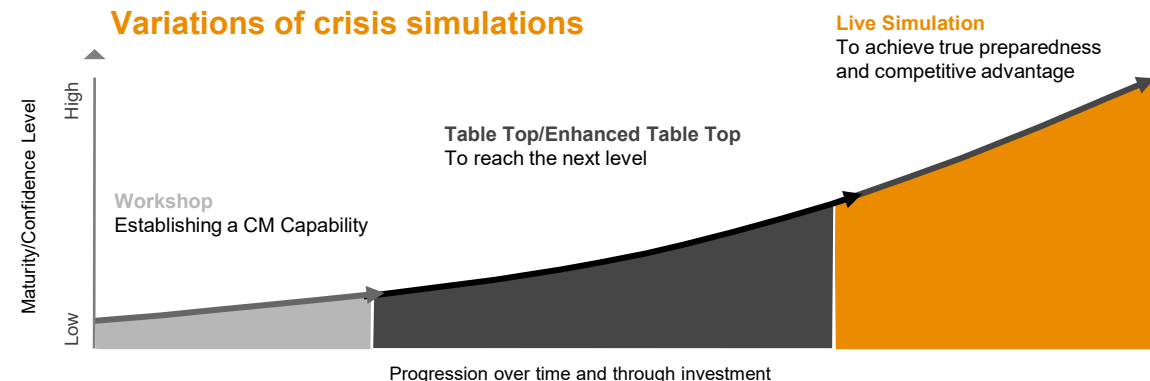 Variations of crisis simulations
Live Simulation
To achieve true preparedness
and competitive advantage
High
Maturity/Confidence Level
Table Top/Enhanced Table Top
To reach the next level
Workshop
Establishing a CM Capability
Low
Progression over time and through investment